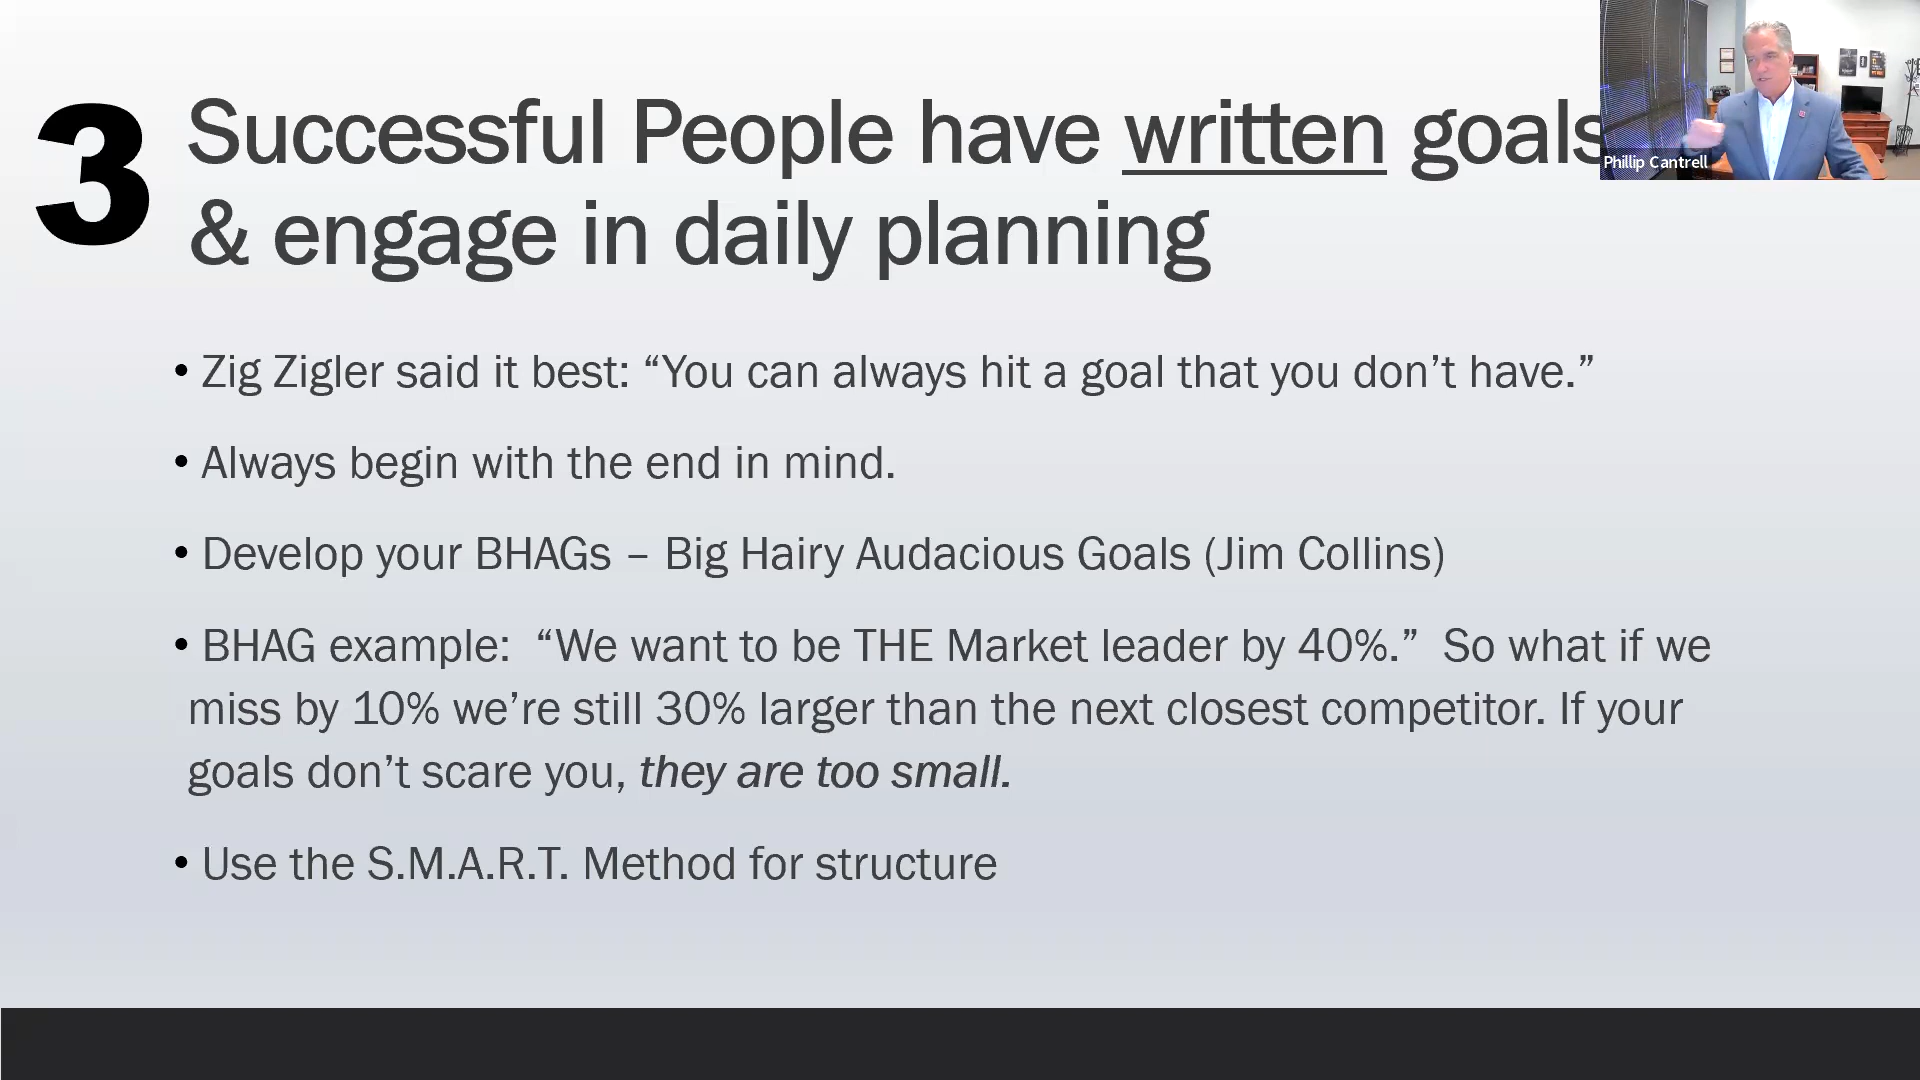 3
Successful People have written goals
& engage in daily planning
Phillip Cantrell
• Zig Zigler said it best: “You can always hit a goal that you don’t have.”
• Always begin with the end in mind.
• Develop your BHAGs – Big Hairy Audacious Goals (Jim Collins)
• BHAG example:  “We want to be THE Market leader by 40%.”  So what if we
miss by 10% we’re still 30% larger than the next closest competitor. If your
goals don’t scare you, they are too small.
• Use the S.M.A.R.T. Method for structure